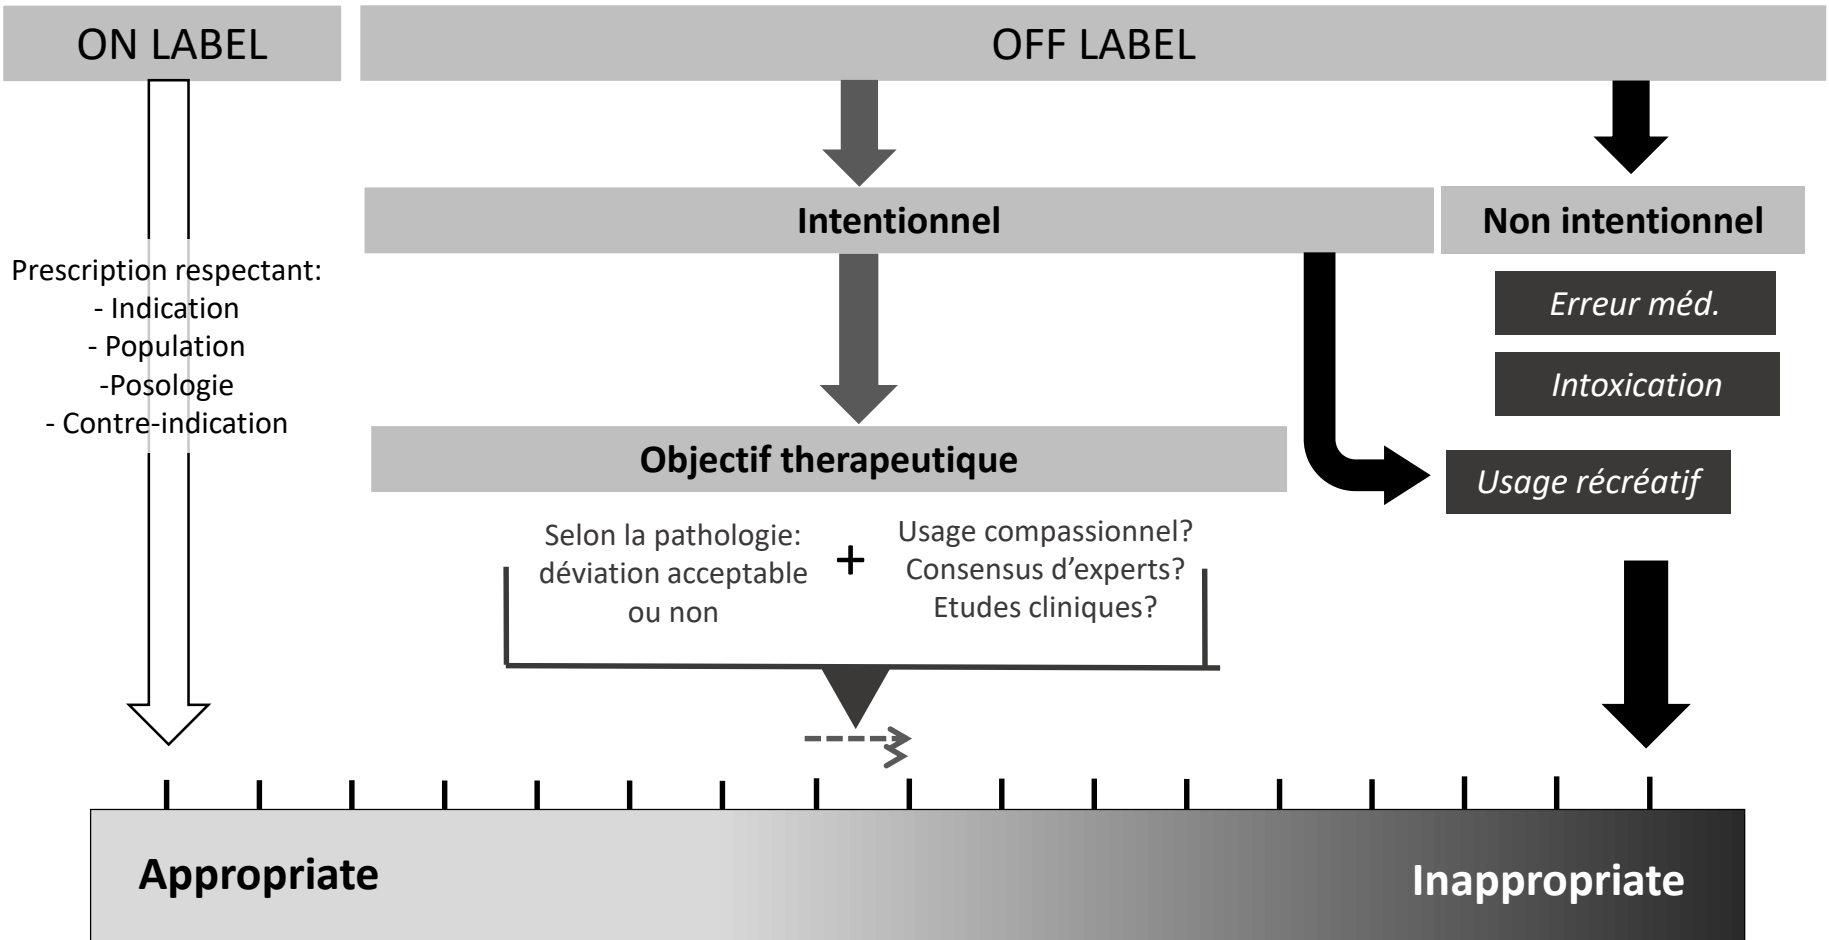 ON LABEL
OFF LABEL
Intentionnel
Non intentionnel
Prescription respectant:
- Indication
- Population
-Posologie
- Contre-indication
Erreur méd.
Intoxication
Objectif therapeutique
Usage récréatif
Selon la pathologie:
déviation acceptable
ou non
+
Usage compassionnel?
Consensus d’experts?
Etudes cliniques?
Appropriate
Inappropriate